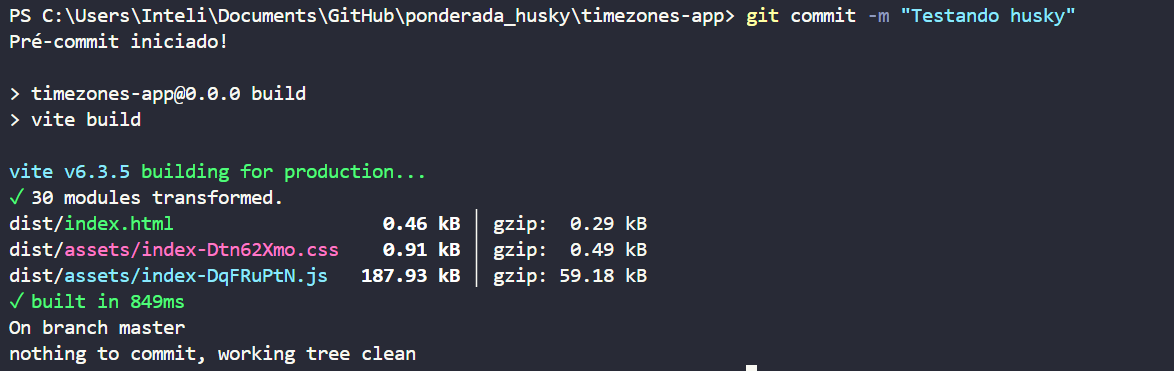 PS C:\Users\Inteli\Documents\GitHub\ponderada_husky\timezones-app> git commit -m "Testando husky"
Pré-commit iniciado!
> timezones-app@0.0.0 build
> vite build
vite v6.3.5 building for production...
✓ 30 modules transformed.
dist/index.html 0.46 kB │ gzip: 0.29 kB
dist/assets/index-Dtn62Xmo.css 0.91 kB │ gzip: 0.49 kB
dist/assets/index-DqFRuPtN.js 187.93 kB │ gzip: 59.18 kB
✓ built in 849ms
On branch master
nothing to commit, working tree clean